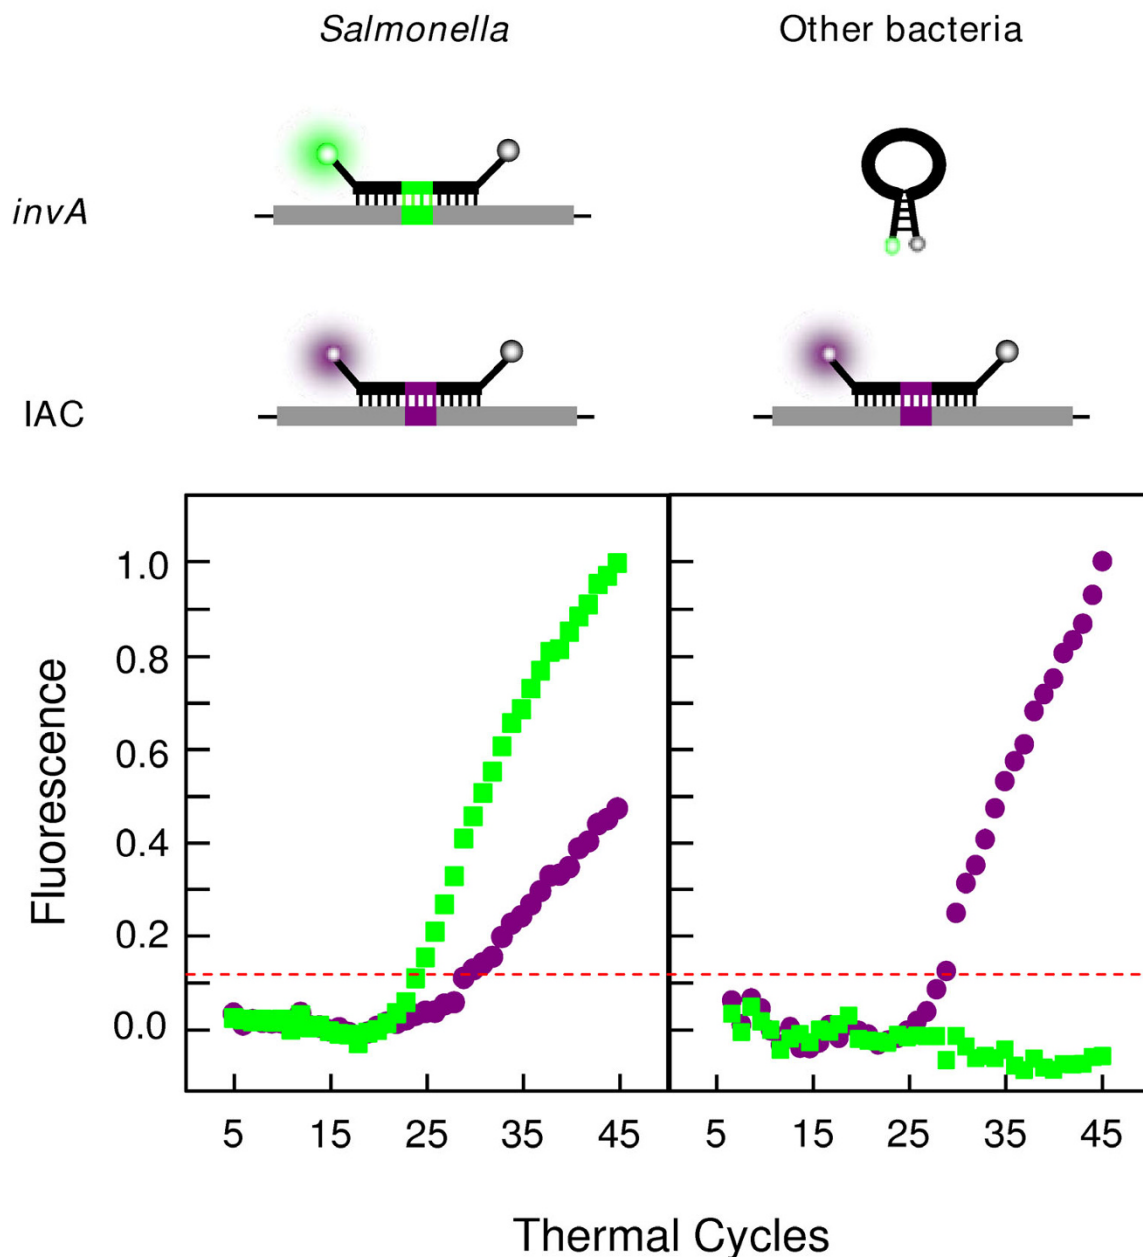 Salmonella Other bacteria
invA
IAC
1.0
0.8
0.6
0.4
0.2
0.0
Fluorescence
5 15 25 35 45 5 15 25 35 45
Thermal Cycles